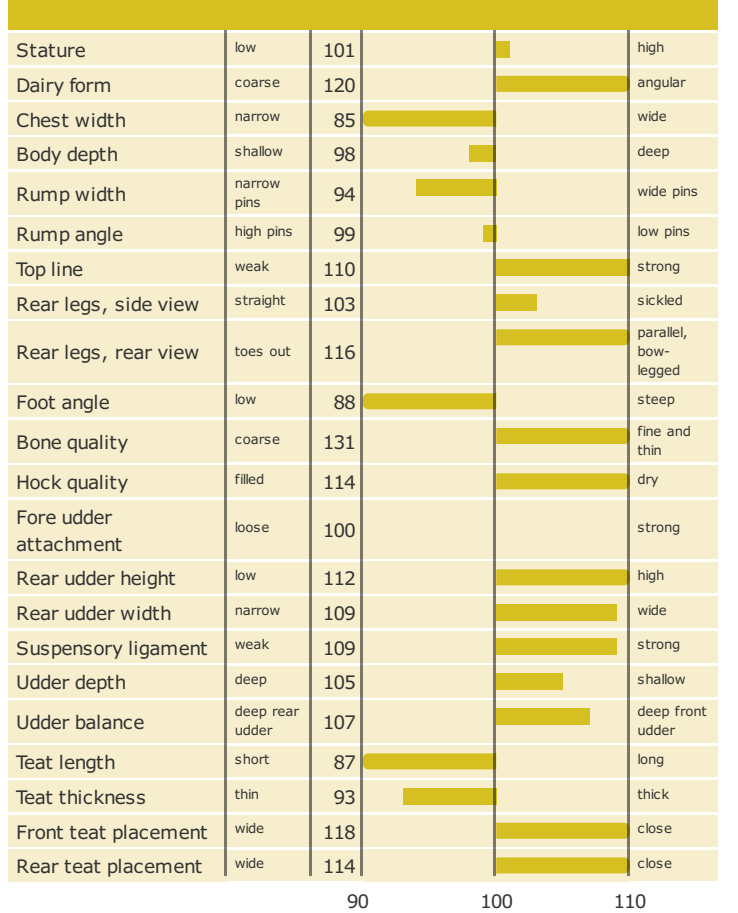 Stature low 101 high
Dairy form coarse 120 angular
Chest width narrow 85 wide
Body depth shallow 98 deep
Rump width narrow pins 94 wide pins
Rump angle high pins 99 low pins
Top line weak 110 strong
Rear legs, side view straight 103 sickled
Rear legs, rear view toes out 116 parallel, bow-legged
Foot angle low 88 steep
Bone quality coarse 131 fine and thin
Hock quality filled 114 dry
Fore udder attachment loose 100 strong
Rear udder height low 112 high
Rear udder width narrow 109 wide
Suspensory ligament weak 109 strong
Udder depth deep 105 shallow
Udder balance deep rear udder 107 deep front udder
Teat length short 87 long
Teat thickness thin 93 thick
Front teat placement wide 118 close
Rear teat placement wide 114 close
90 100 110